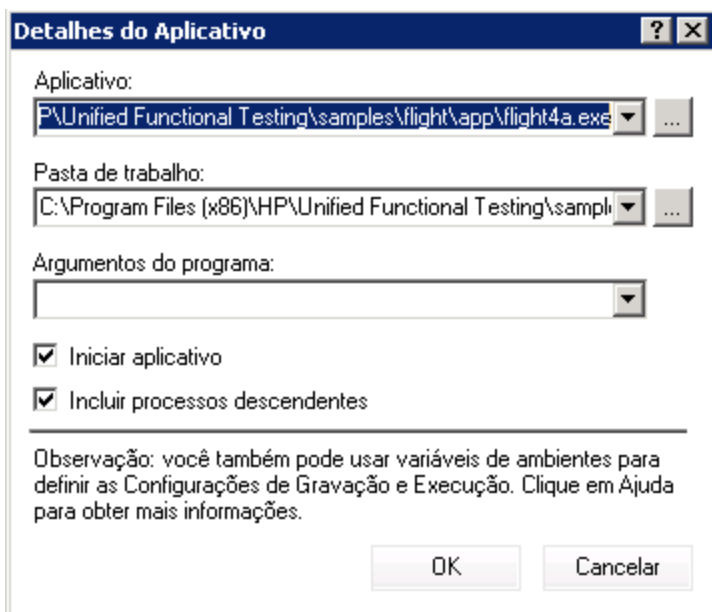 Detalhes do Aplicativo
Aplicativo:
P\Unified Functional Testing\samples\flight\app\flight4a.exe
...
Pasta de trabalho:
C:\Program Files (x86)\HP\Unified Functional Testing\sampl
...
Argumentos do programa:
Iniciar aplicativo
Incluir processos descendentes
Observação: você também pode usar variáveis de ambientes para
definir as Configurações de Gravação e Execução. Clique em Ajuda
para obter mais informações.
OK Cancelar